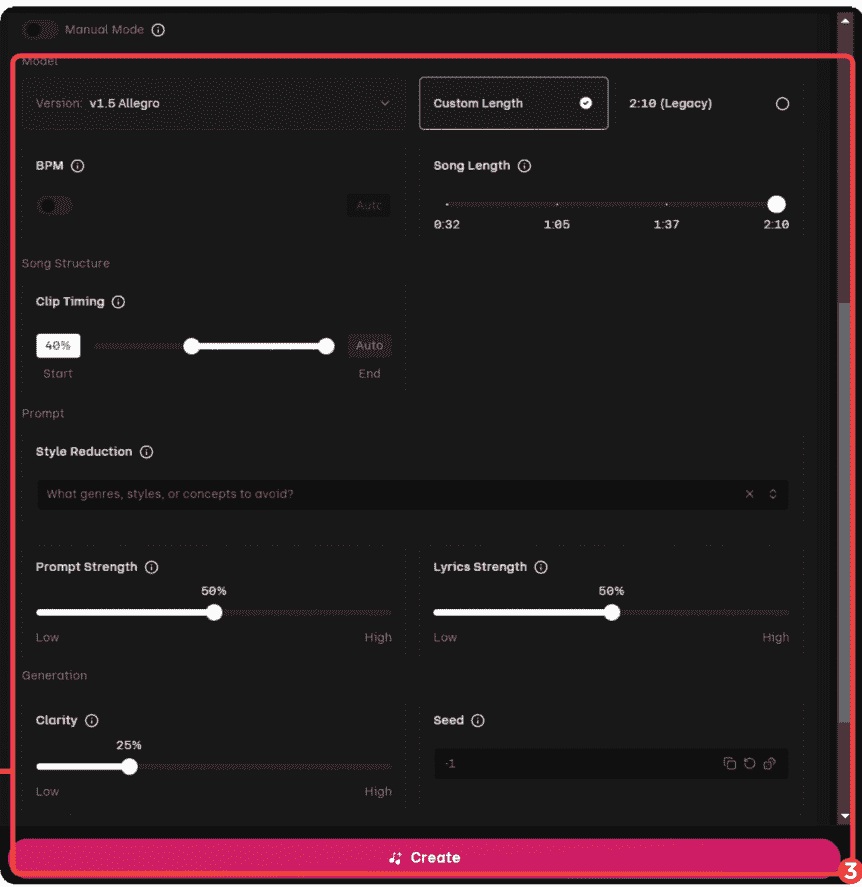 Manual Mode
Model
Version: v1.5 Allegro
Custom Length
2:10 (Legacy)
BPM
Auto
Song Length
0:32 1:05 1:37 2:10
Song Structure
Clip Timing
40%
Auto
Start
End
Prompt
Style Reduction
What genres, styles, or concepts to avoid?
Prompt Strength
50%
Low High
Lyrics Strength
50%
Low High
Generation
Clarity
25%
Low High
Seed
-1
Create
3